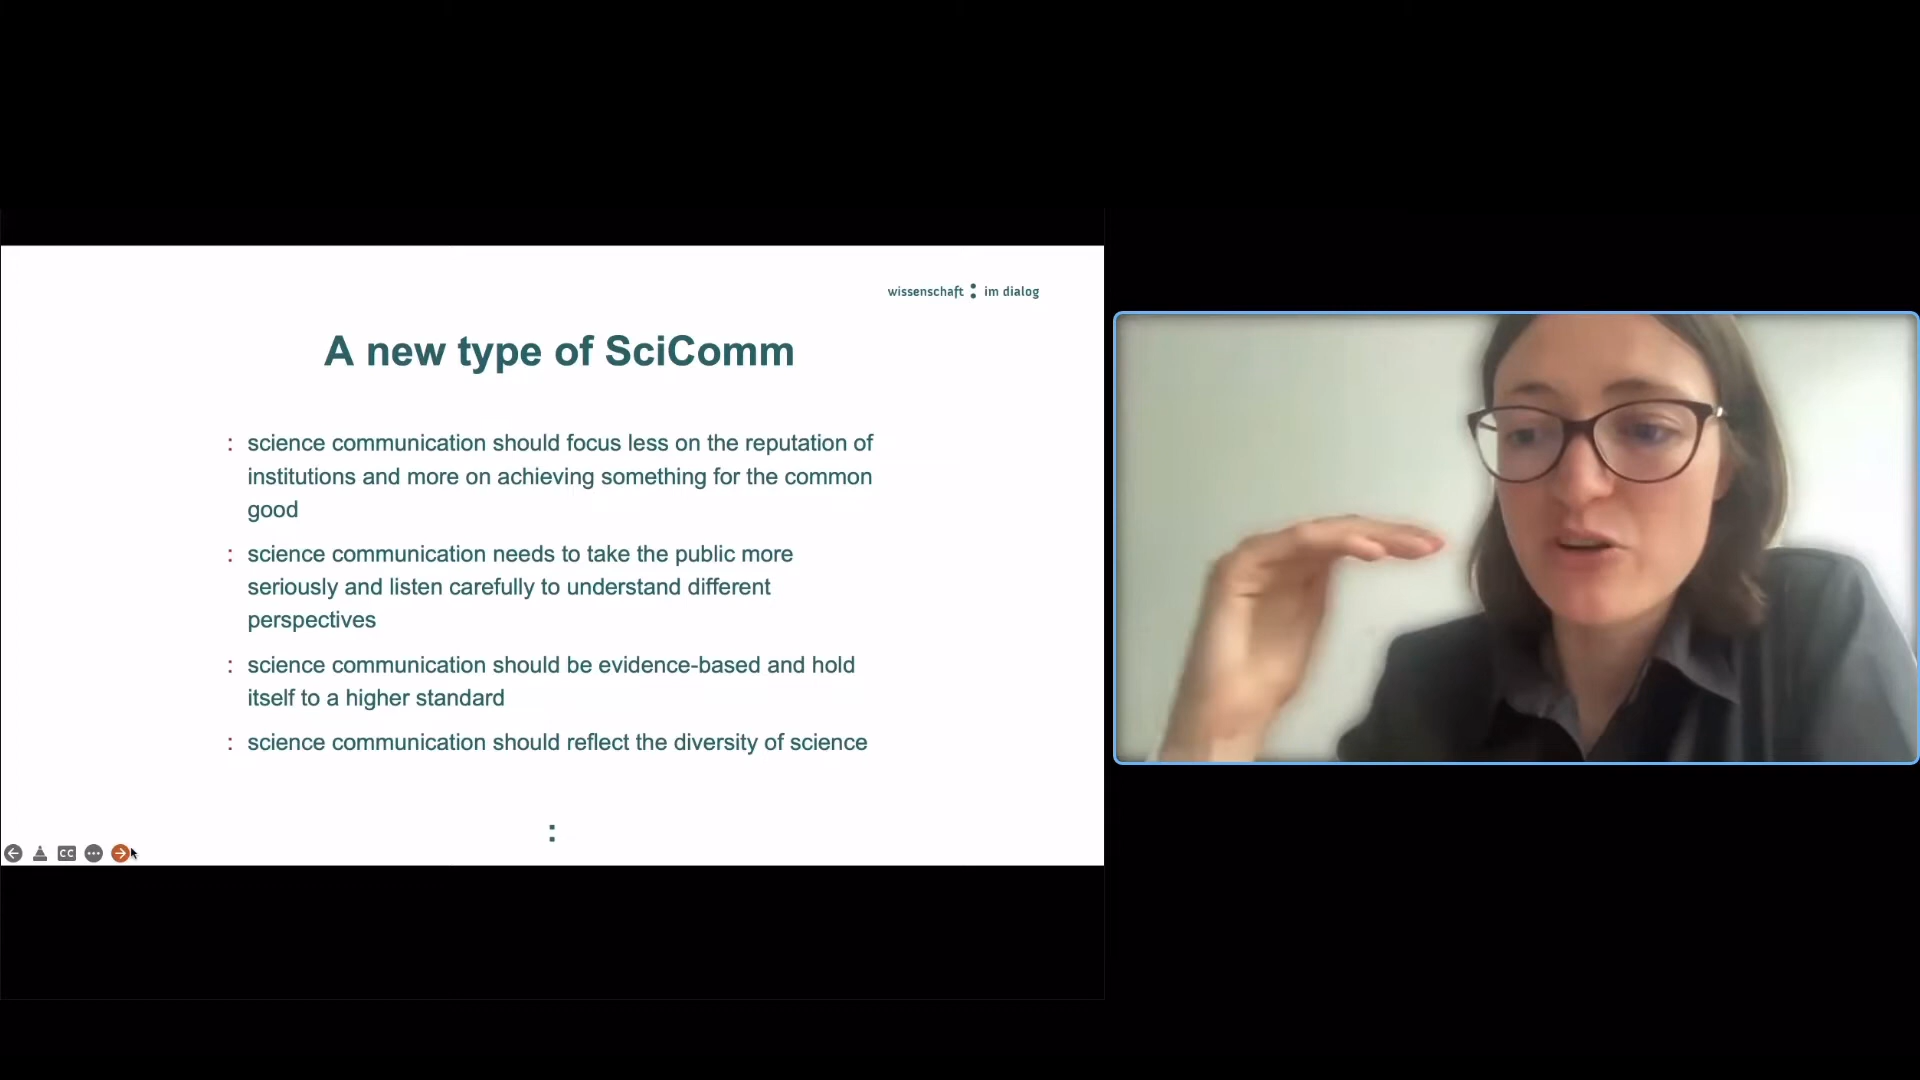 wissenschaft : im dialog
A new type of SciComm
: science communication should focus less on the reputation of
institutions and more on achieving something for the common
good
: science communication needs to take the public more
seriously and listen carefully to understand different
perspectives
: science communication should be evidence-based and hold
itself to a higher standard
: science communication should reflect the diversity of science
:
CC